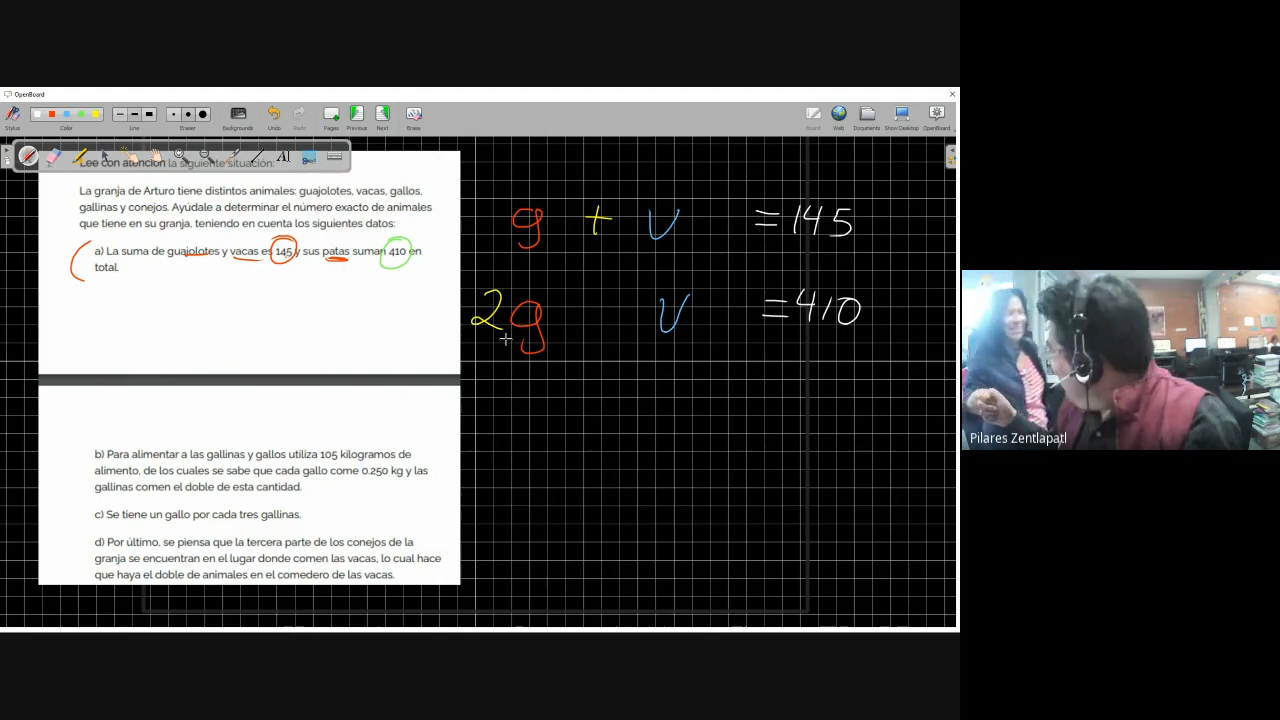 OpenBoard
Stylus Color Line Eraser Backgrounds Undo Redo Pages Previous Next Erase Board Web Documents Show Desktop OpenBoard
1. Lee con atención la siguiente situación:
La granja de Arturo tiene distintos animales: guajolotes, vacas, gallos,
gallinas y conejos. Ayúdale a determinar el número exacto de animales
que tiene en su granja, teniendo en cuenta los siguientes datos:
a) La suma de guajolotes y vacas es 145 y sus patas suman 410 en
total.
b) Para alimentar a las gallinas y gallos utiliza 105 kilogramos de
alimento, de los cuales se sabe que cada gallo come 0.250 kg y las
gallinas comen el doble de esta cantidad.
c) Se tiene un gallo por cada tres gallinas.
d) Por último, se piensa que la tercera parte de los conejos de la
granja se encuentran en el lugar donde comen las vacas, lo cual hace
que haya el doble de animales en el comedero de las vacas.
g + v = 145
2g v = 410
Pilares Zentlapatl